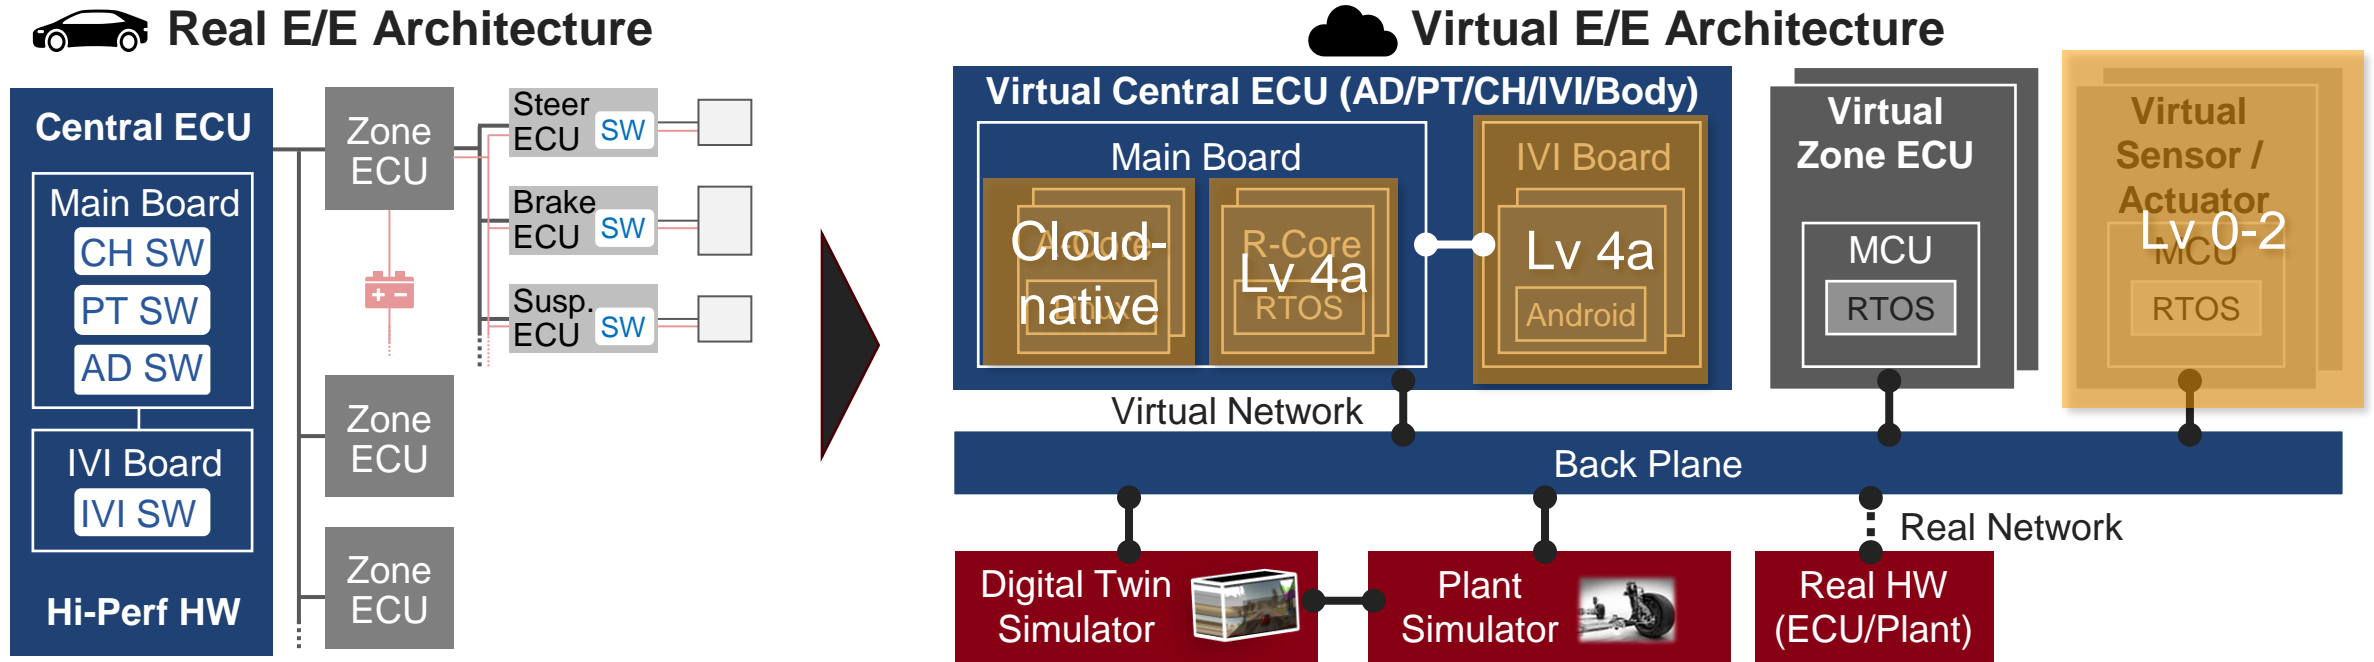 Real E/E Architecture
Central ECU
Main Board
CH SW
PT SW
AD SW
IVI Board
IVI SW
Hi-Perf HW
Zone
ECU
Zone
ECU
Zone
ECU
Steer
ECU
SW
Brake
ECU
SW
Susp.
ECU
SW
Virtual E/E Architecture
Virtual Central ECU (AD/PT/CH/IVI/Body)
Main Board
A-Core
Linux
Cloud-
native
R-Core
RTOS
Lv 4a
IVI Board
Lv 4a
Android
Virtual
Zone ECU
MCU
RTOS
Virtual
Sensor /
Actuator
Lv 0-2
MCU
RTOS
Virtual Network
Back Plane
Real Network
Digital Twin
Simulator
Plant
Simulator
Real HW
(ECU/Plant)